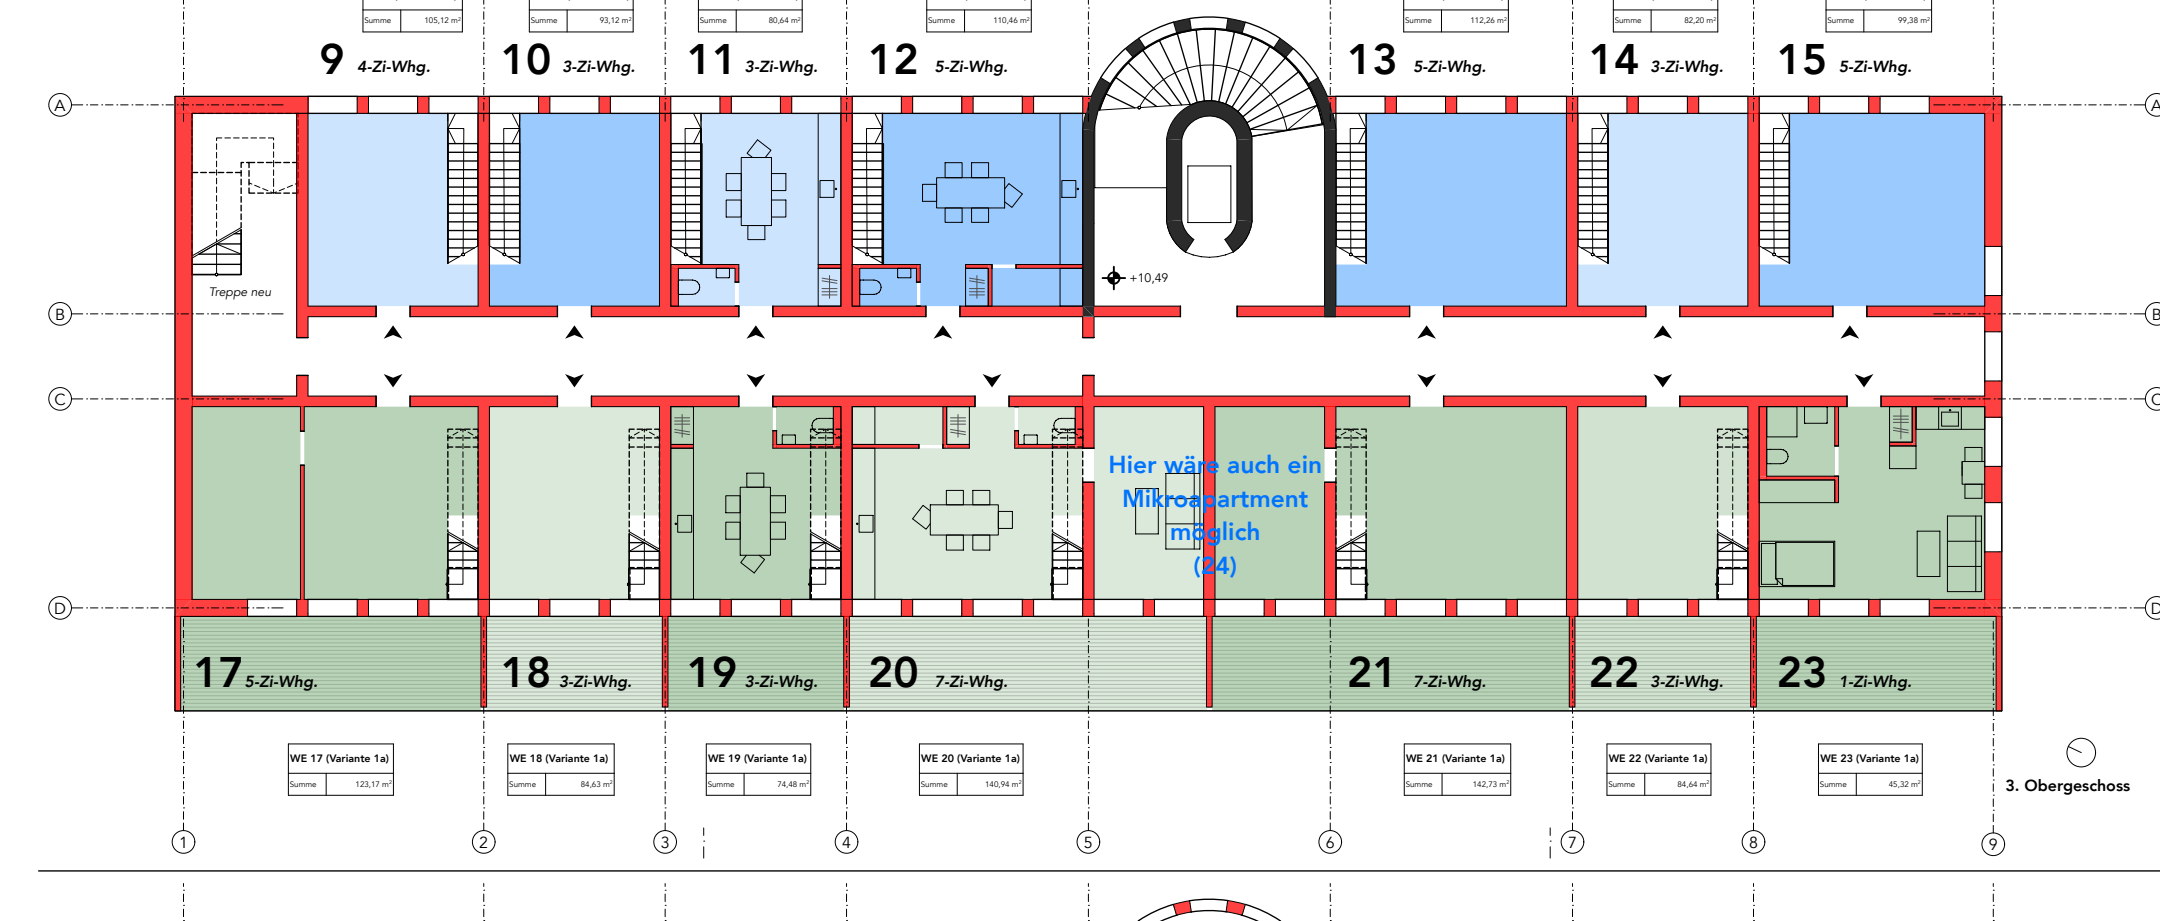 Summe 105,12 m²
Summe 93,12 m²
Summe 80,64 m²
Summe 110,46 m²
Summe 112,26 m²
Summe 82,20 m²
Summe 99,38 m²
9 4-Zi-Whg.
10 3-Zi-Whg.
11 3-Zi-Whg.
12 5-Zi-Whg.
13 5-Zi-Whg.
14 3-Zi-Whg.
15 5-Zi-Whg.
A
A
+10,49
Treppe neu
B
B
C
C
Hier wäre auch ein
Mikroapartment
möglich
(24)
D
D
17 5-Zi-Whg.
18 3-Zi-Whg.
19 3-Zi-Whg.
20 7-Zi-Whg.
21 7-Zi-Whg.
22 3-Zi-Whg.
23 1-Zi-Whg.
WE 17 (Variante 1a)
Summe 123,17 m²
WE 18 (Variante 1a)
Summe 84,63 m²
WE 19 (Variante 1a)
Summe 74,48 m²
WE 20 (Variante 1a)
Summe 140,94 m²
WE 21 (Variante 1a)
Summe 142,73 m²
WE 22 (Variante 1a)
Summe 84,64 m²
WE 23 (Variante 1a)
Summe 45,32 m²
3. Obergeschoss
1
2
3
4
5
6
7
8
9